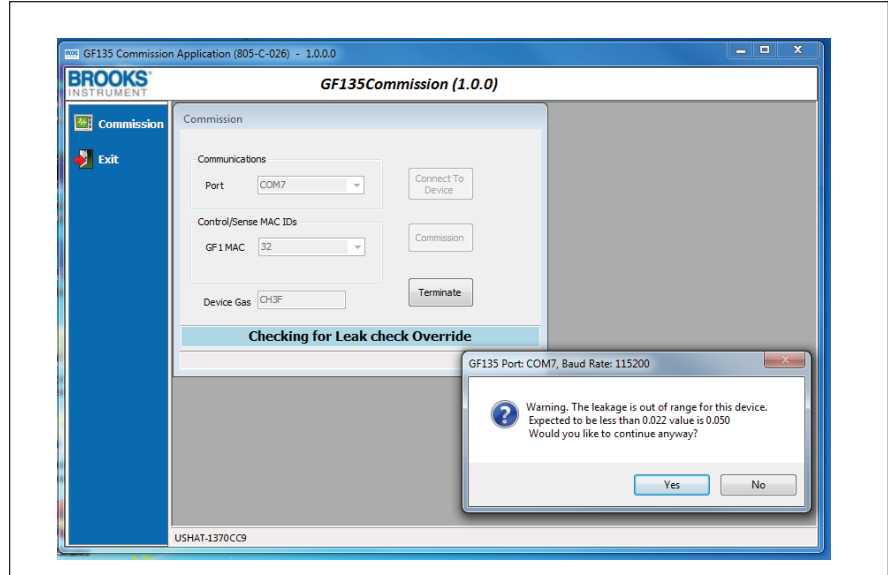 GF135 Commission Application (805-C-026) - 1.0.0.0
BROOKS
INSTRUMENT
GF135Commission (1.0.0)
Commission
Exit
Commission
Communications
Port COM7
Connect To
Device
Control/Sense MAC IDs
GF1 MAC 32
Commission
Device Gas CH3F
Terminate
Checking for Leak check Override
GF135 Port: COM7, Baud Rate: 115200
Warning. The leakage is out of range for this device.
Expected to be less than 0.022 value is 0.050
Would you like to continue anyway?
Yes No
USHAT-1370CC9